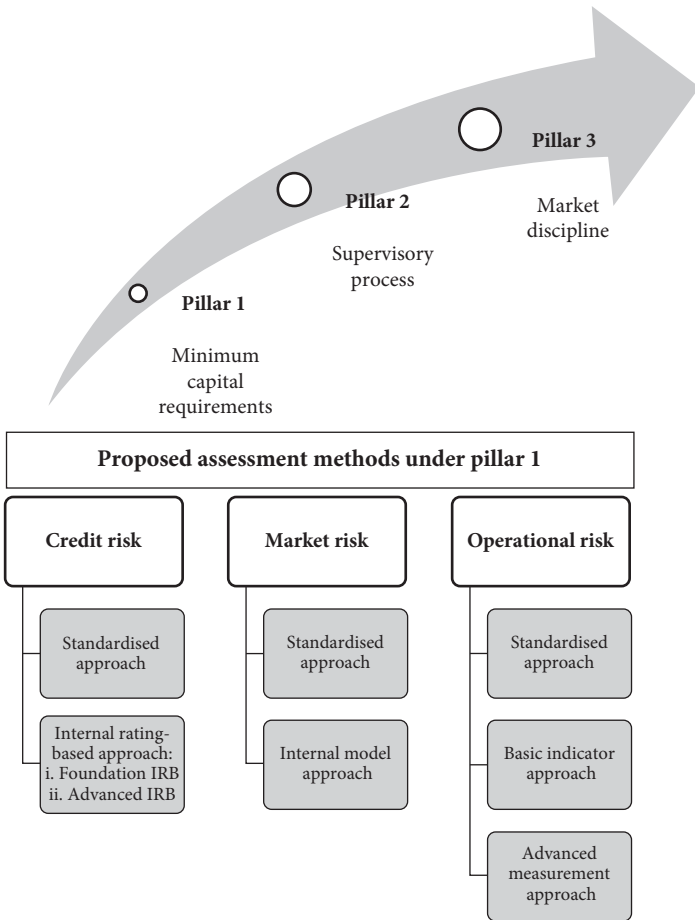 Pillar 3
Market
discipline
Pillar 2
Supervisory
process
Pillar 1
Minimum
capital
requirements
Proposed assessment methods under pillar 1
Credit risk
Standardised
approach
Internal rating-
based approach:
i. Foundation IRB
ii. Advanced IRB
Market risk
Standardised
approach
Internal model
approach
Operational risk
Standardised
approach
Basic indicator
approach
Advanced
measurement
approach